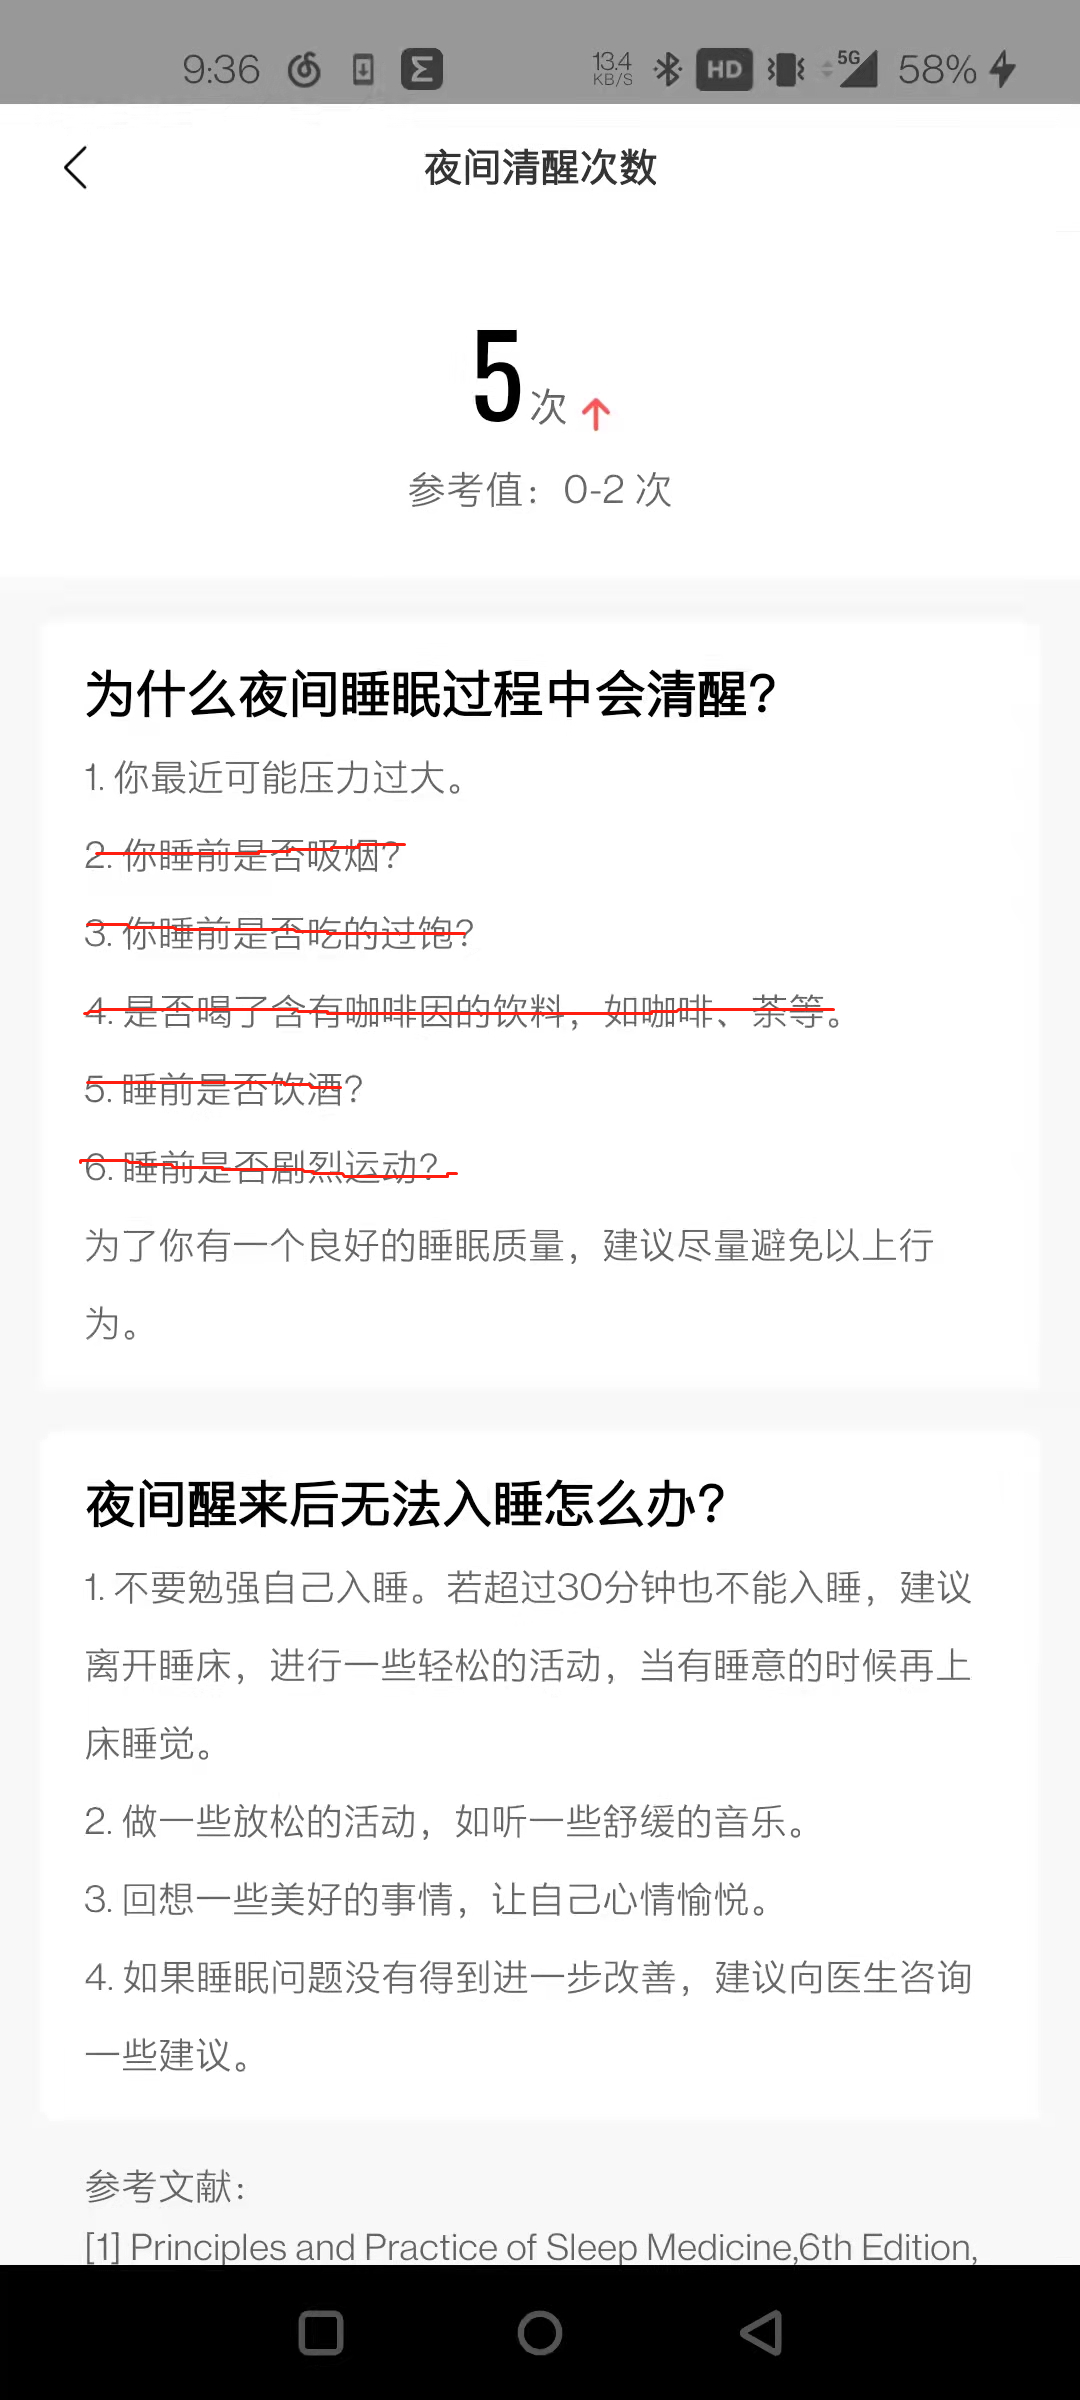 9:36 13.4 KB/S HD 5G 58%
夜间清醒次数
5次
参考值：0-2 次
为什么夜间睡眠过程中会清醒？
1. 你最近可能压力过大。
2. 你睡前是否吸烟？
3. 你睡前是否吃的过饱？
4. 是否喝了含有咖啡因的饮料，如咖啡、茶等。
5. 睡前是否饮酒？
6. 睡前是否剧烈运动？
为了你有一个良好的睡眠质量，建议尽量避免以上行
为。
夜间醒来后无法入睡怎么办？
1. 不要勉强自己入睡。若超过30分钟也不能入睡，建议
离开睡床，进行一些轻松的活动，当有睡意的时候再上
床睡觉。
2. 做一些放松的活动，如听一些舒缓的音乐。
3. 回想一些美好的事情，让自己心情愉悦。
4. 如果睡眠问题没有得到进一步改善，建议向医生咨询
一些建议。
参考文献：
[1] Principles and Practice of Sleep Medicine,6th Edition,